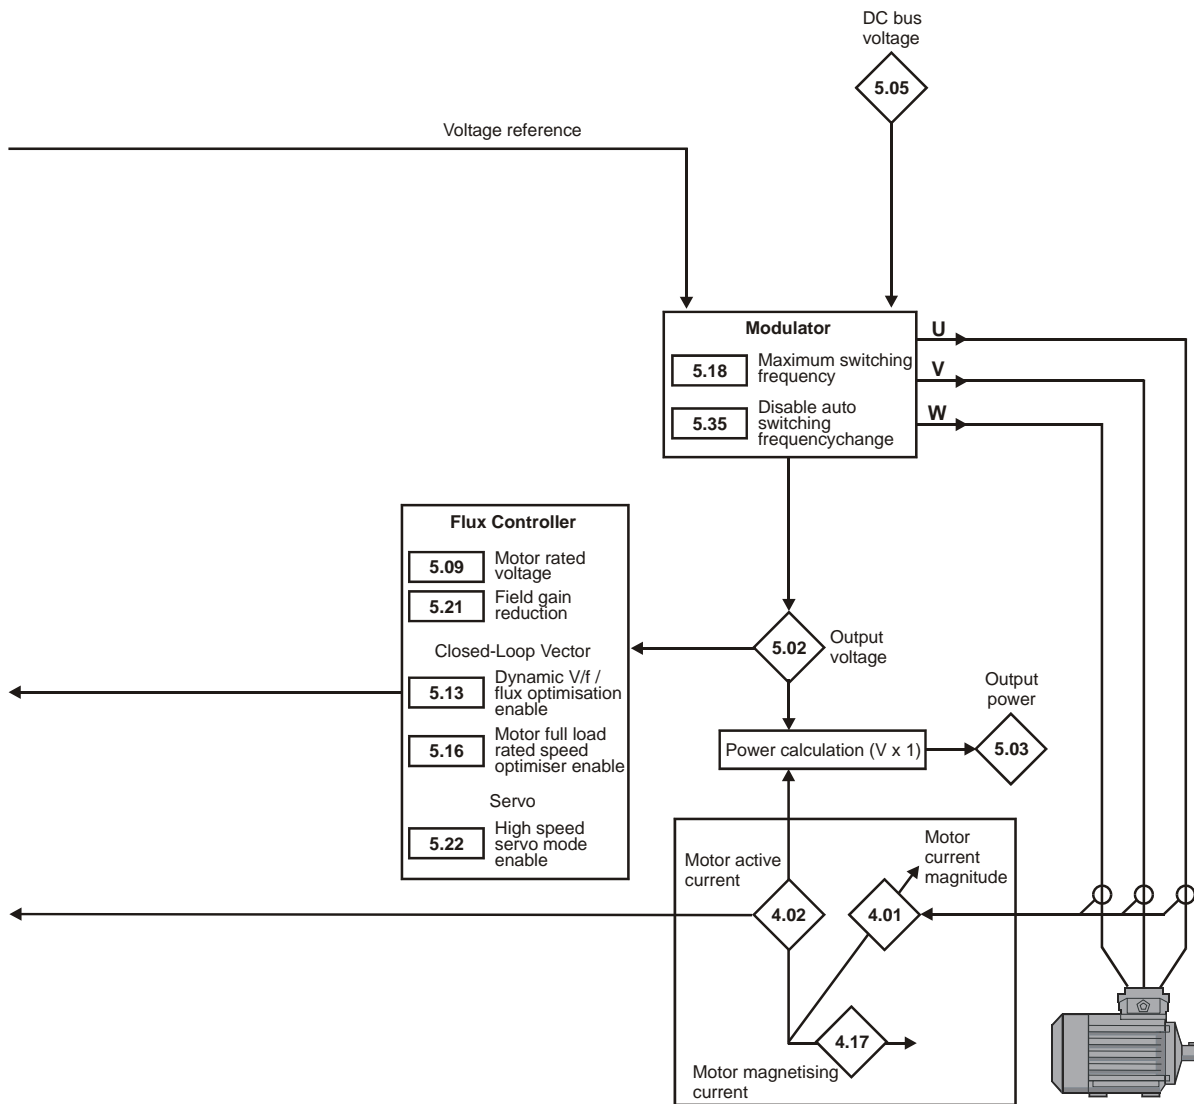 DC bus
voltage
5.05
Voltage reference
Modulator
5.18
Maximum switching
frequency
5.35
Disable auto
switching
frequencychange
U
V
W
Flux Controller
5.09
Motor rated
voltage
5.21
Field gain
reduction
Closed-Loop Vector
5.13
Dynamic V/f /
flux optimisation
enable
5.16
Motor full load
rated speed
optimiser enable
Servo
5.22
High speed
servo mode
enable
5.02
Output
voltage
Output
power
Power calculation (V x 1)
5.03
Motor active
current
4.02
Motor
current
magnitude
4.01
4.17
Motor magnetising
current